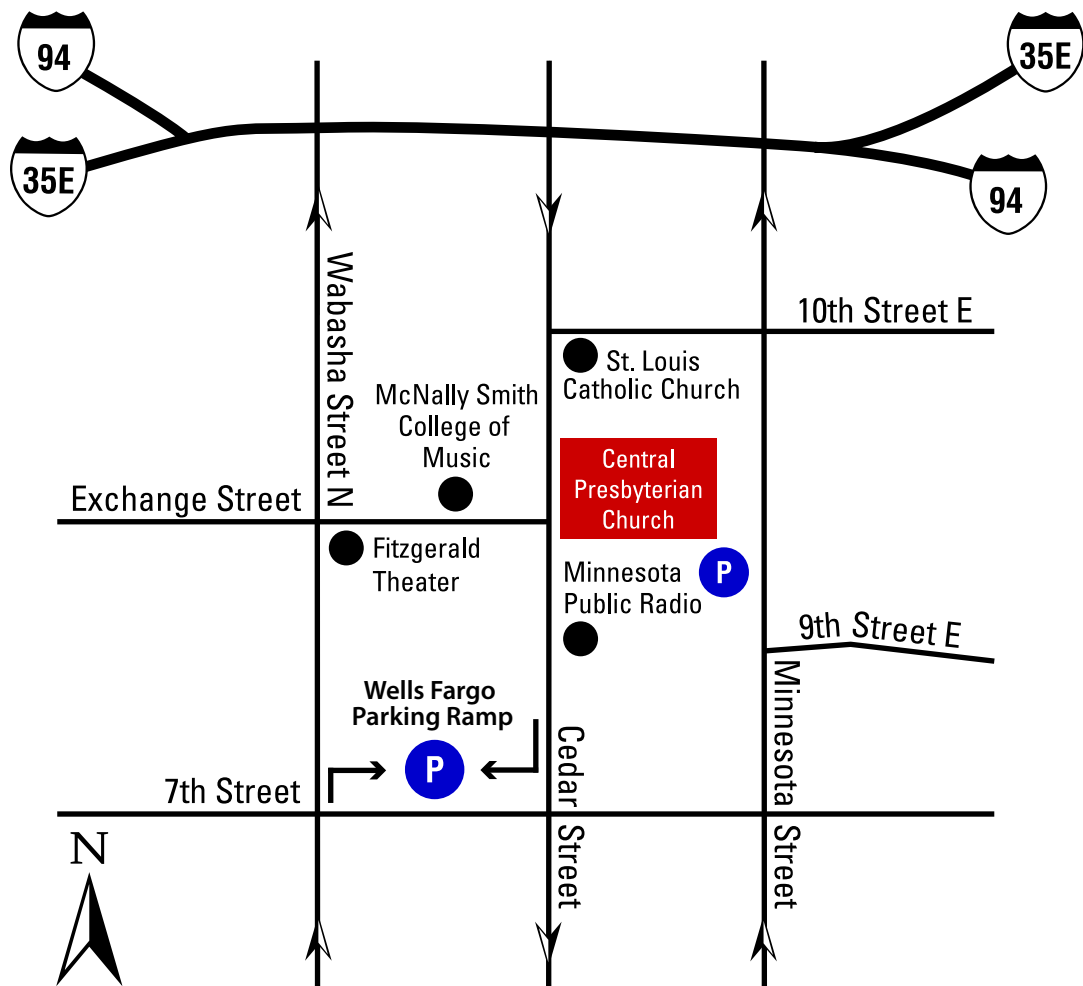 94
35E
35E
94
Wabasha Street N
10th Street E
St. Louis
Catholic Church
McNally Smith
College of
Music
Central
Presbyterian
Church
Exchange Street
Fitzgerald
Theater
Minnesota
Public Radio
P
9th Street E
Wells Fargo
Parking Ramp
P
Cedar Street
Minnesota Street
7th Street
N